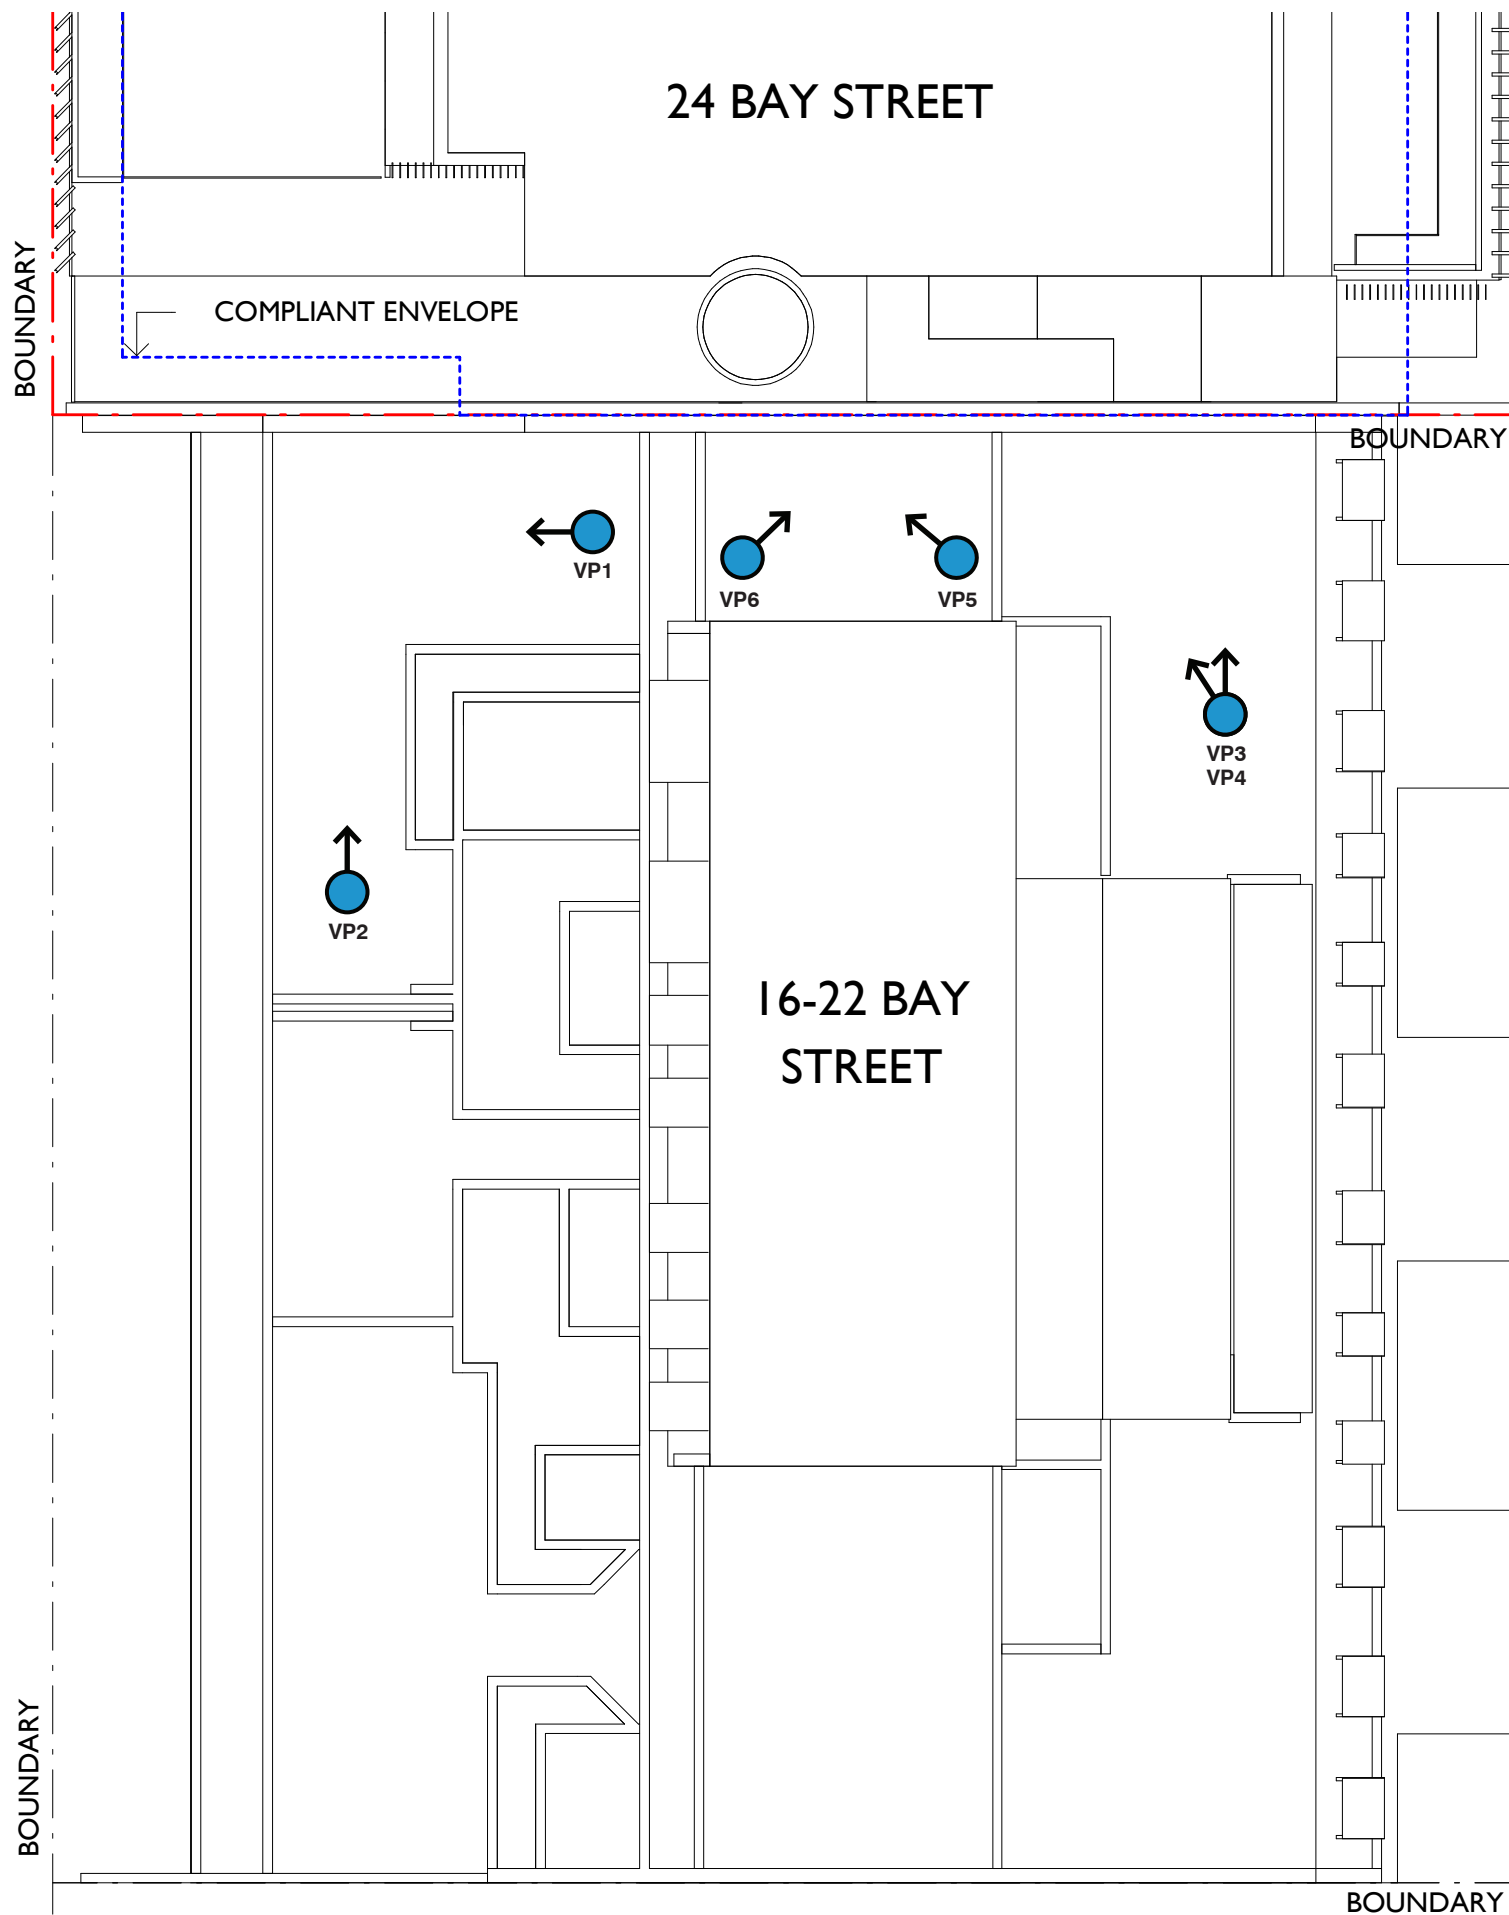 24 BAY STREET
BOUNDARY
COMPLIANT ENVELOPE
BOUNDARY
VP1
VP6
VP5
VP3
VP4
VP2
16-22 BAY
STREET
BOUNDARY
BOUNDARY